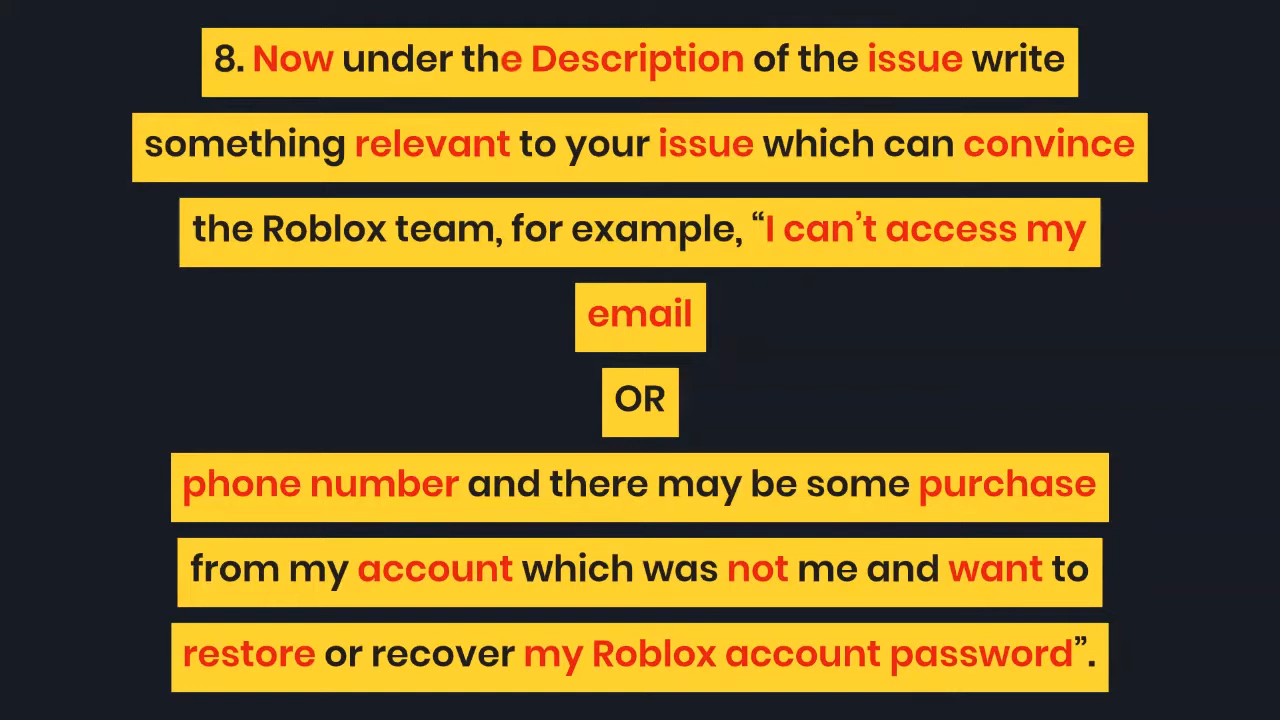 8. Now under the Description of the issue write
something relevant to your issue which can convince
the Roblox team, for example, “I can’t access my
email
OR
phone number and there may be some purchase
from my account which was not me and want to
restore or recover my Roblox account password”.